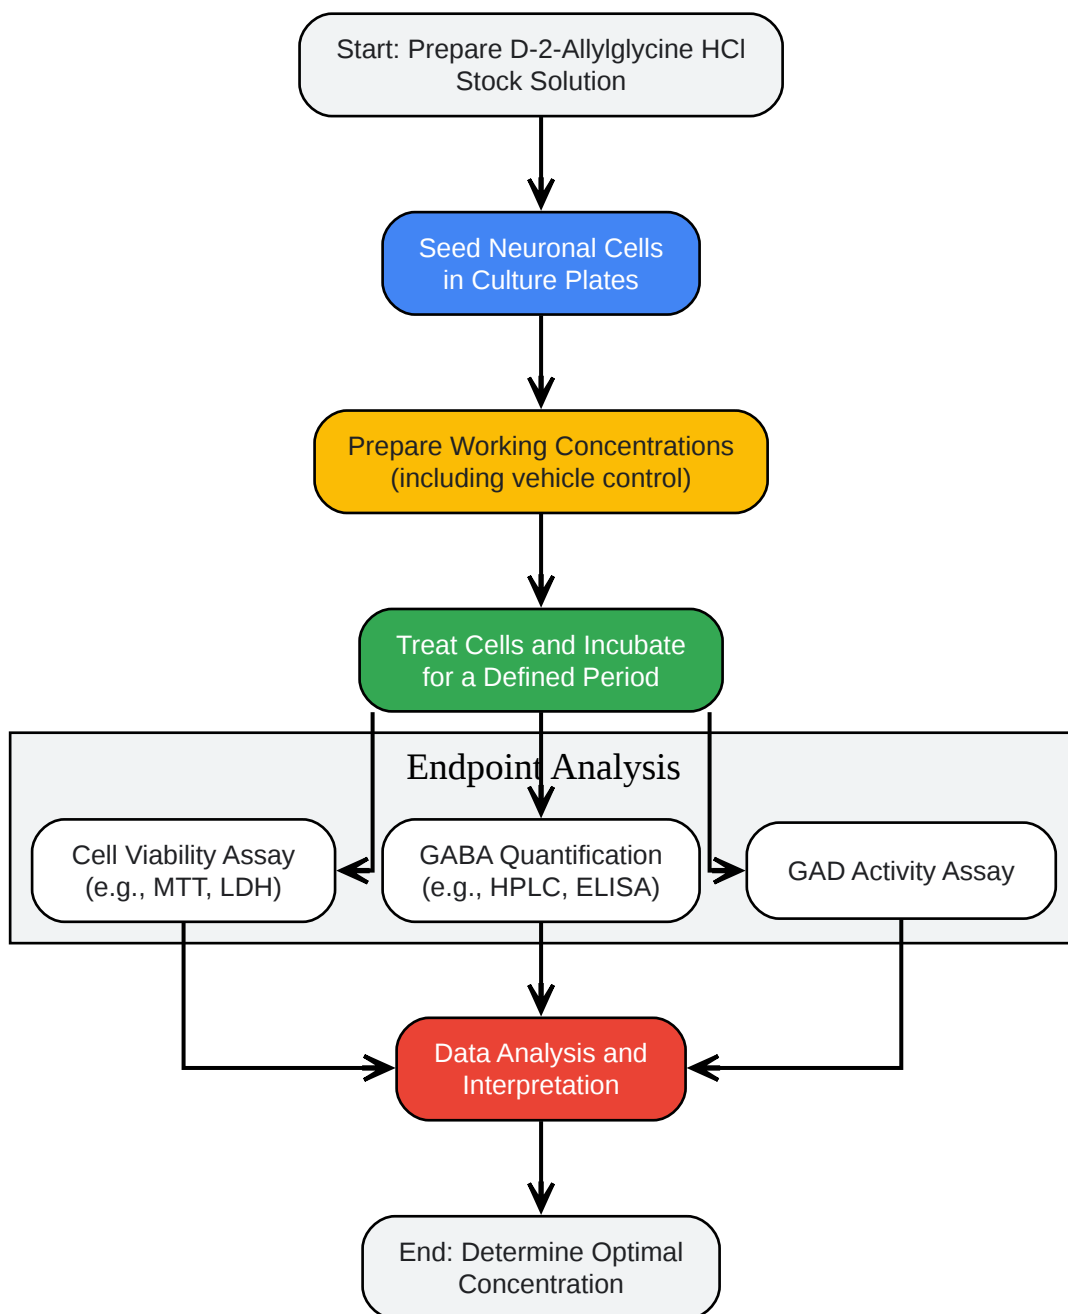 Start: Prepare D-2-Allylglycine HCl
Stock Solution
Seed Neuronal Cells
in Culture Plates
Prepare Working Concentrations
(including vehicle control)
Treat Cells and Incubate
for a Defined Period
Endpoint Analysis
Cell Viability Assay
(e.g., MTT, LDH)
GABA Quantification
(e.g., HPLC, ELISA)
GAD Activity Assay
Data Analysis and
Interpretation
End: Determine Optimal
Concentration